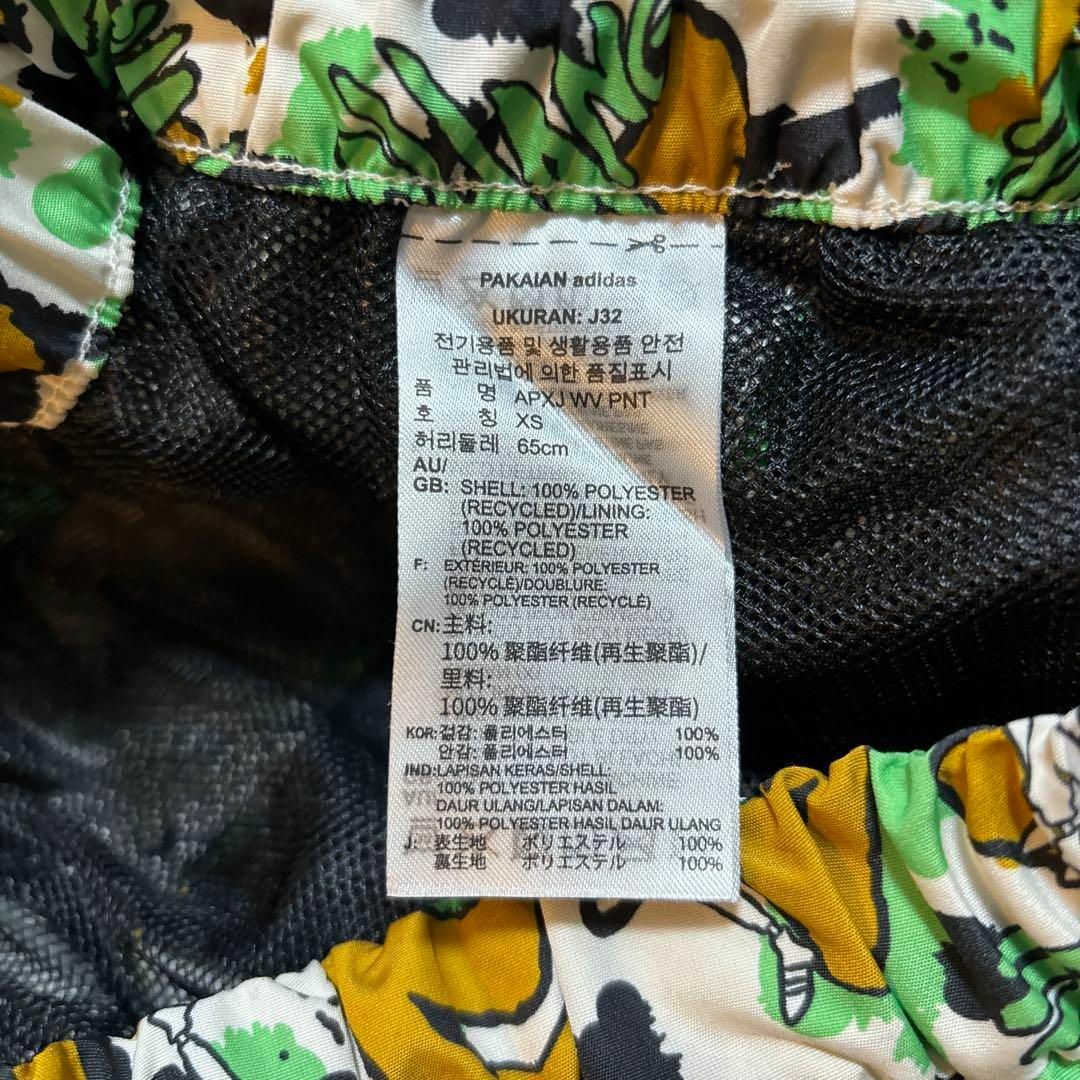 PAKAIAN adidas
UKURAN: J32
전기용품 및 생활용품 안전
관리법에 의한 품질표시
품 명 APXJ WV PNT
호 칭 XS
허리둘레 65cm
AU/
GB: SHELL: 100% POLYESTER
(RECYCLED)/LINING:
100% POLYESTER
(RECYCLED)
F: EXTÉRIEUR: 100% POLYESTER
(RECYCLÉ)/DOUBLURE:
100% POLYESTER (RECYCLÉ)
CN: 主料:
100% 聚酯纤维(再生聚酯)/
里料:
100% 聚酯纤维(再生聚酯)
KOR: 겉감: 폴리에스터 100%
안감: 폴리에스터 100%
IND: LAPISAN KERAS/SHELL:
100% POLYESTER HASIL
DAUR ULANG/LAPISAN DALAM:
100% POLYESTER HASIL DAUR ULANG
J: 表生地 ポリエステル 100%
裏生地 ポリエステル 100%